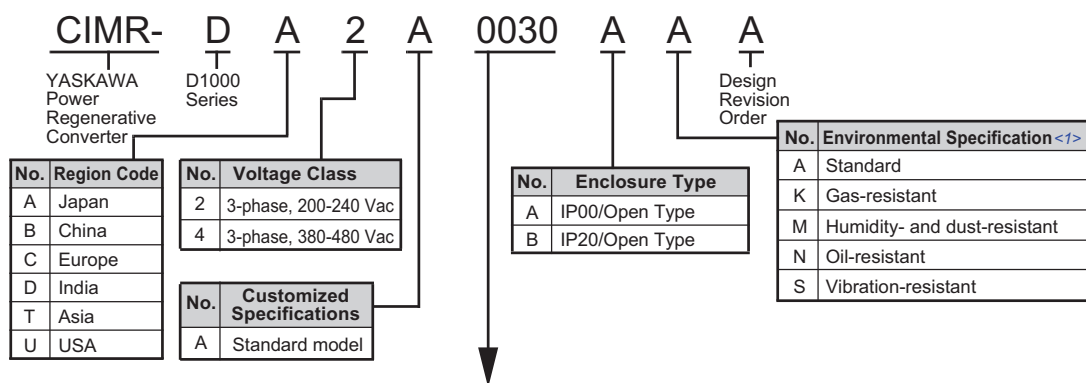 CIMR- D A 2 A 0030 A A A
YASKAWA
Power
Regenerative
Converter
D1000
Series
Design
Revision
Order
No. Region Code
A Japan
B China
C Europe
D India
T Asia
U USA
No. Voltage Class
2 3-phase, 200-240 Vac
4 3-phase, 380-480 Vac
No. Customized
Specifications
A Standard model
No. Enclosure Type
A IP00/Open Type
B IP20/Open Type
No. Environmental Specification<1>
A Standard
K Gas-resistant
M Humidity- and dust-resistant
N Oil-resistant
S Vibration-resistant